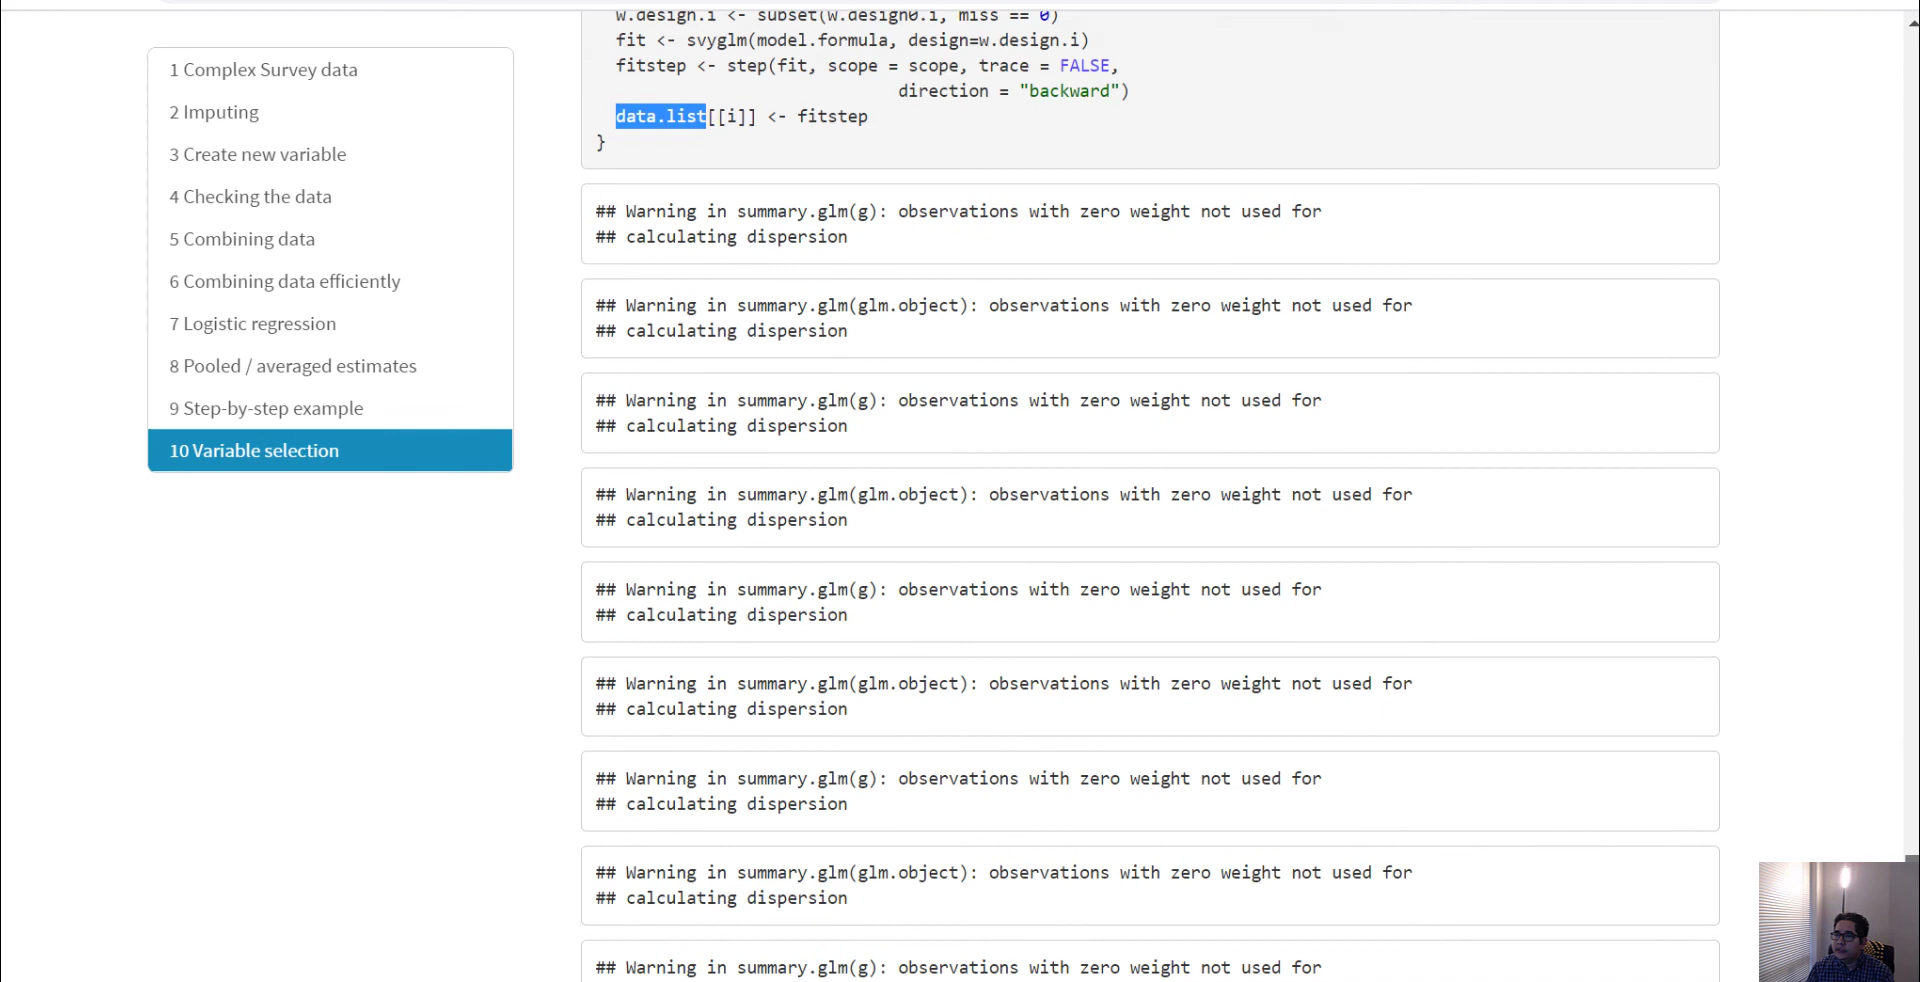 1 Complex Survey data
2 Imputing
3 Create new variable
4 Checking the data
5 Combining data
6 Combining data efficiently
7 Logistic regression
8 Pooled / averaged estimates
9 Step-by-step example
10 Variable selection
w.design.i <- subset(w.design0.i, miss == 0)
fit <- svyglm(model.formula, design=w.design.i)
fitstep <- step(fit, scope = scope, trace = FALSE,
direction = "backward")
data.list[[i]] <- fitstep
}
## Warning in summary.glm(g): observations with zero weight not used for
## calculating dispersion
## Warning in summary.glm(glm.object): observations with zero weight not used for
## calculating dispersion
## Warning in summary.glm(g): observations with zero weight not used for
## calculating dispersion
## Warning in summary.glm(glm.object): observations with zero weight not used for
## calculating dispersion
## Warning in summary.glm(g): observations with zero weight not used for
## calculating dispersion
## Warning in summary.glm(glm.object): observations with zero weight not used for
## calculating dispersion
## Warning in summary.glm(g): observations with zero weight not used for
## calculating dispersion
## Warning in summary.glm(glm.object): observations with zero weight not used for
## calculating dispersion
## Warning in summary.glm(g): observations with zero weight not used for